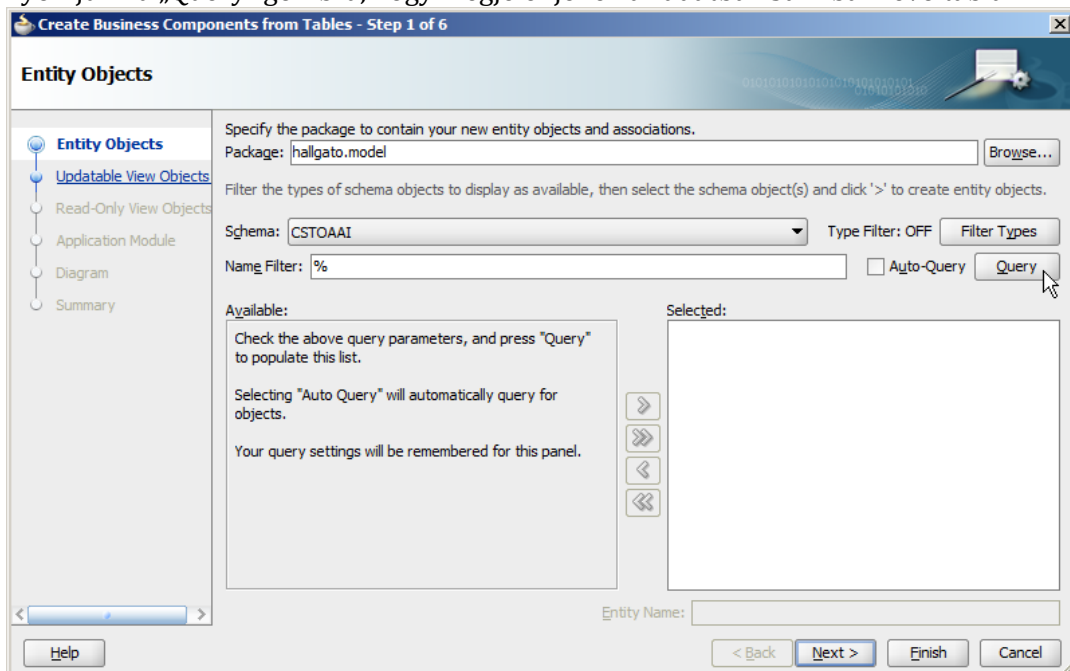 Create Business Components from Tables - Step 1 of 6
Entity Objects
Entity Objects
Updatable View Objects
Read-Only View Objects
Application Module
Diagram
Summary
Specify the package to contain your new entity objects and associations.
Package: hallgato.model Browse...
Filter the types of schema objects to display as available, then select the schema object(s) and click '>' to create entity objects.
Schema: CSTOAAI Type Filter: OFF Filter Types
Name Filter: % Auto-Query Query
Available: Selected:
Check the above query parameters, and press "Query"
to populate this list.
Selecting "Auto Query" will automatically query for
objects.
Your query settings will be remembered for this panel.
Entity Name:
Help < Back Next > Finish Cancel